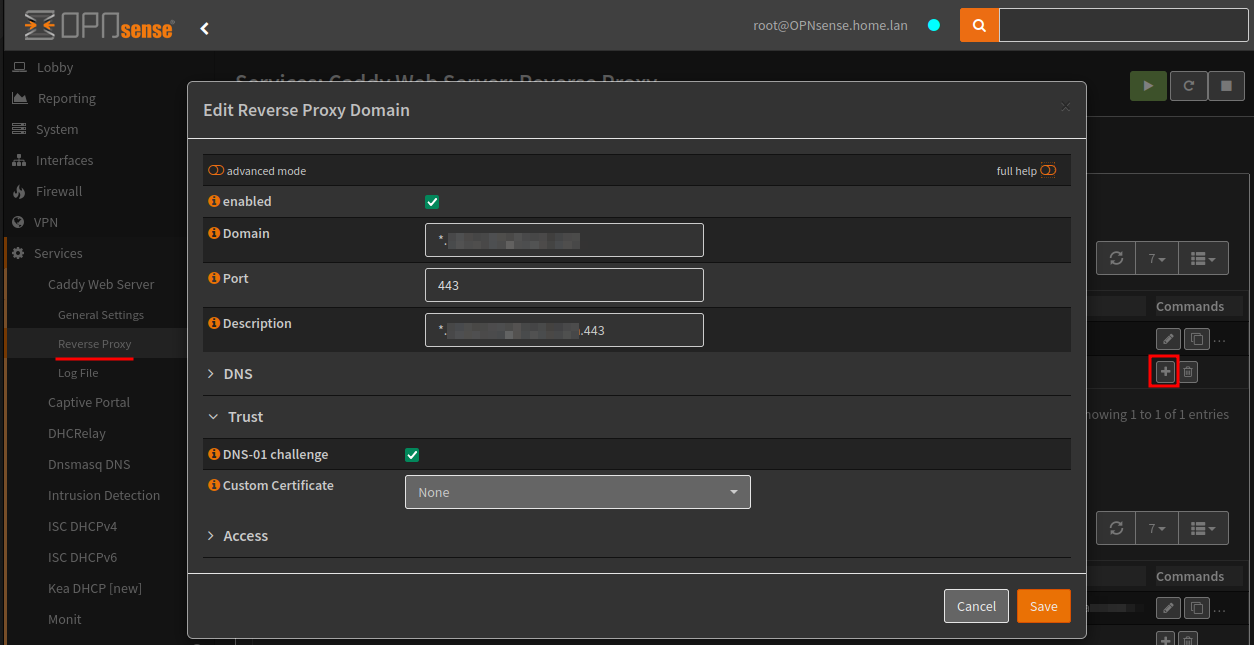 OPNsense
root@OPNsense.home.lan
Lobby
Reporting
System
Interfaces
Firewall
VPN
Services
Caddy Web Server
General Settings
Reverse Proxy
Log File
Captive Portal
DHCRelay
Dnsmasq DNS
Intrusion Detection
ISC DHCPv4
ISC DHCPv6
Kea DHCP [new]
Monit
Services: Caddy Web Server: Reverse Proxy
Edit Reverse Proxy Domain
×
advanced mode
full help
enabled
Domain
*.
Port
443
Description
*. .443
DNS
Trust
DNS-01 challenge
Custom Certificate
None
Access
Cancel
Save
7
Commands
...
howing 1 to 1 of 1 entries
7
Commands
...